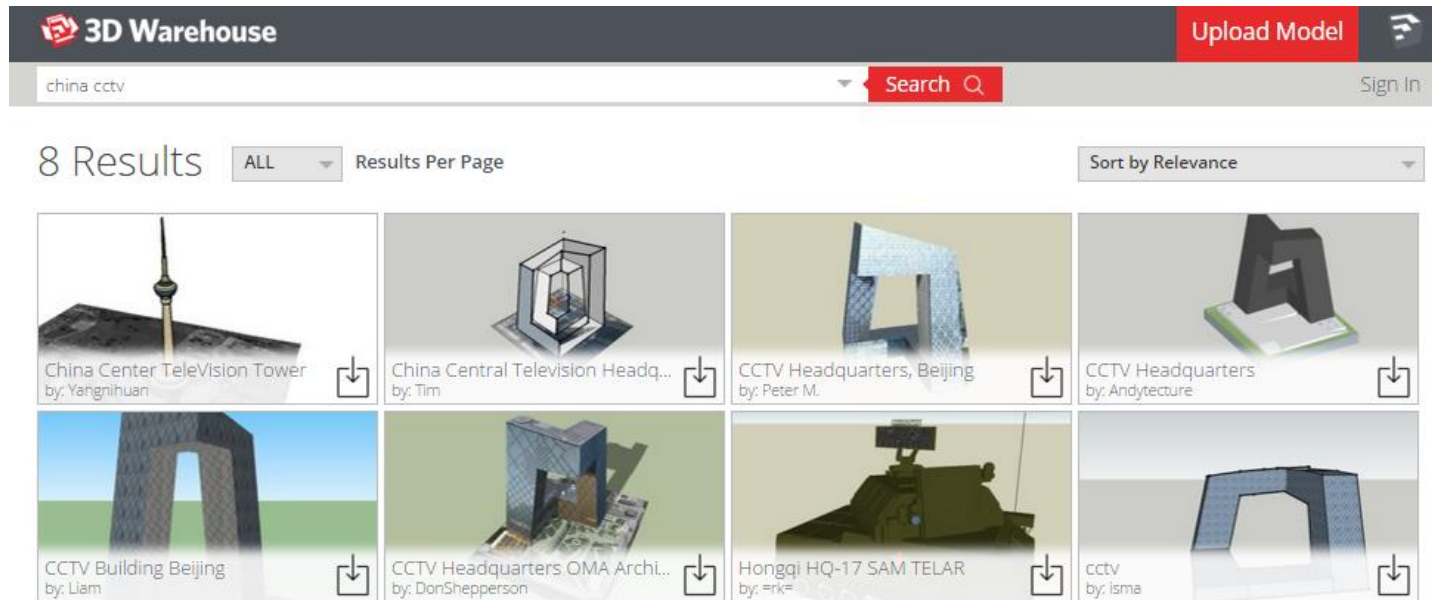 3D Warehouse
Upload Model
china cctv
Search
Sign In
8 Results
ALL
Results Per Page
Sort by Relevance
China Center TeleVision Tower
by: Yangnihuan
China Central Television Headq...
by: Tim
CCTV Headquarters, Beijing
by: Peter M.
CCTV Headquarters
by: Andytecture
CCTV Building Beijing
by: Liam
CCTV Headquarters OMA Archi...
by: DonShepperson
Hongqi HQ-17 SAM TELAR
by: =rk=
cctv
by: isma